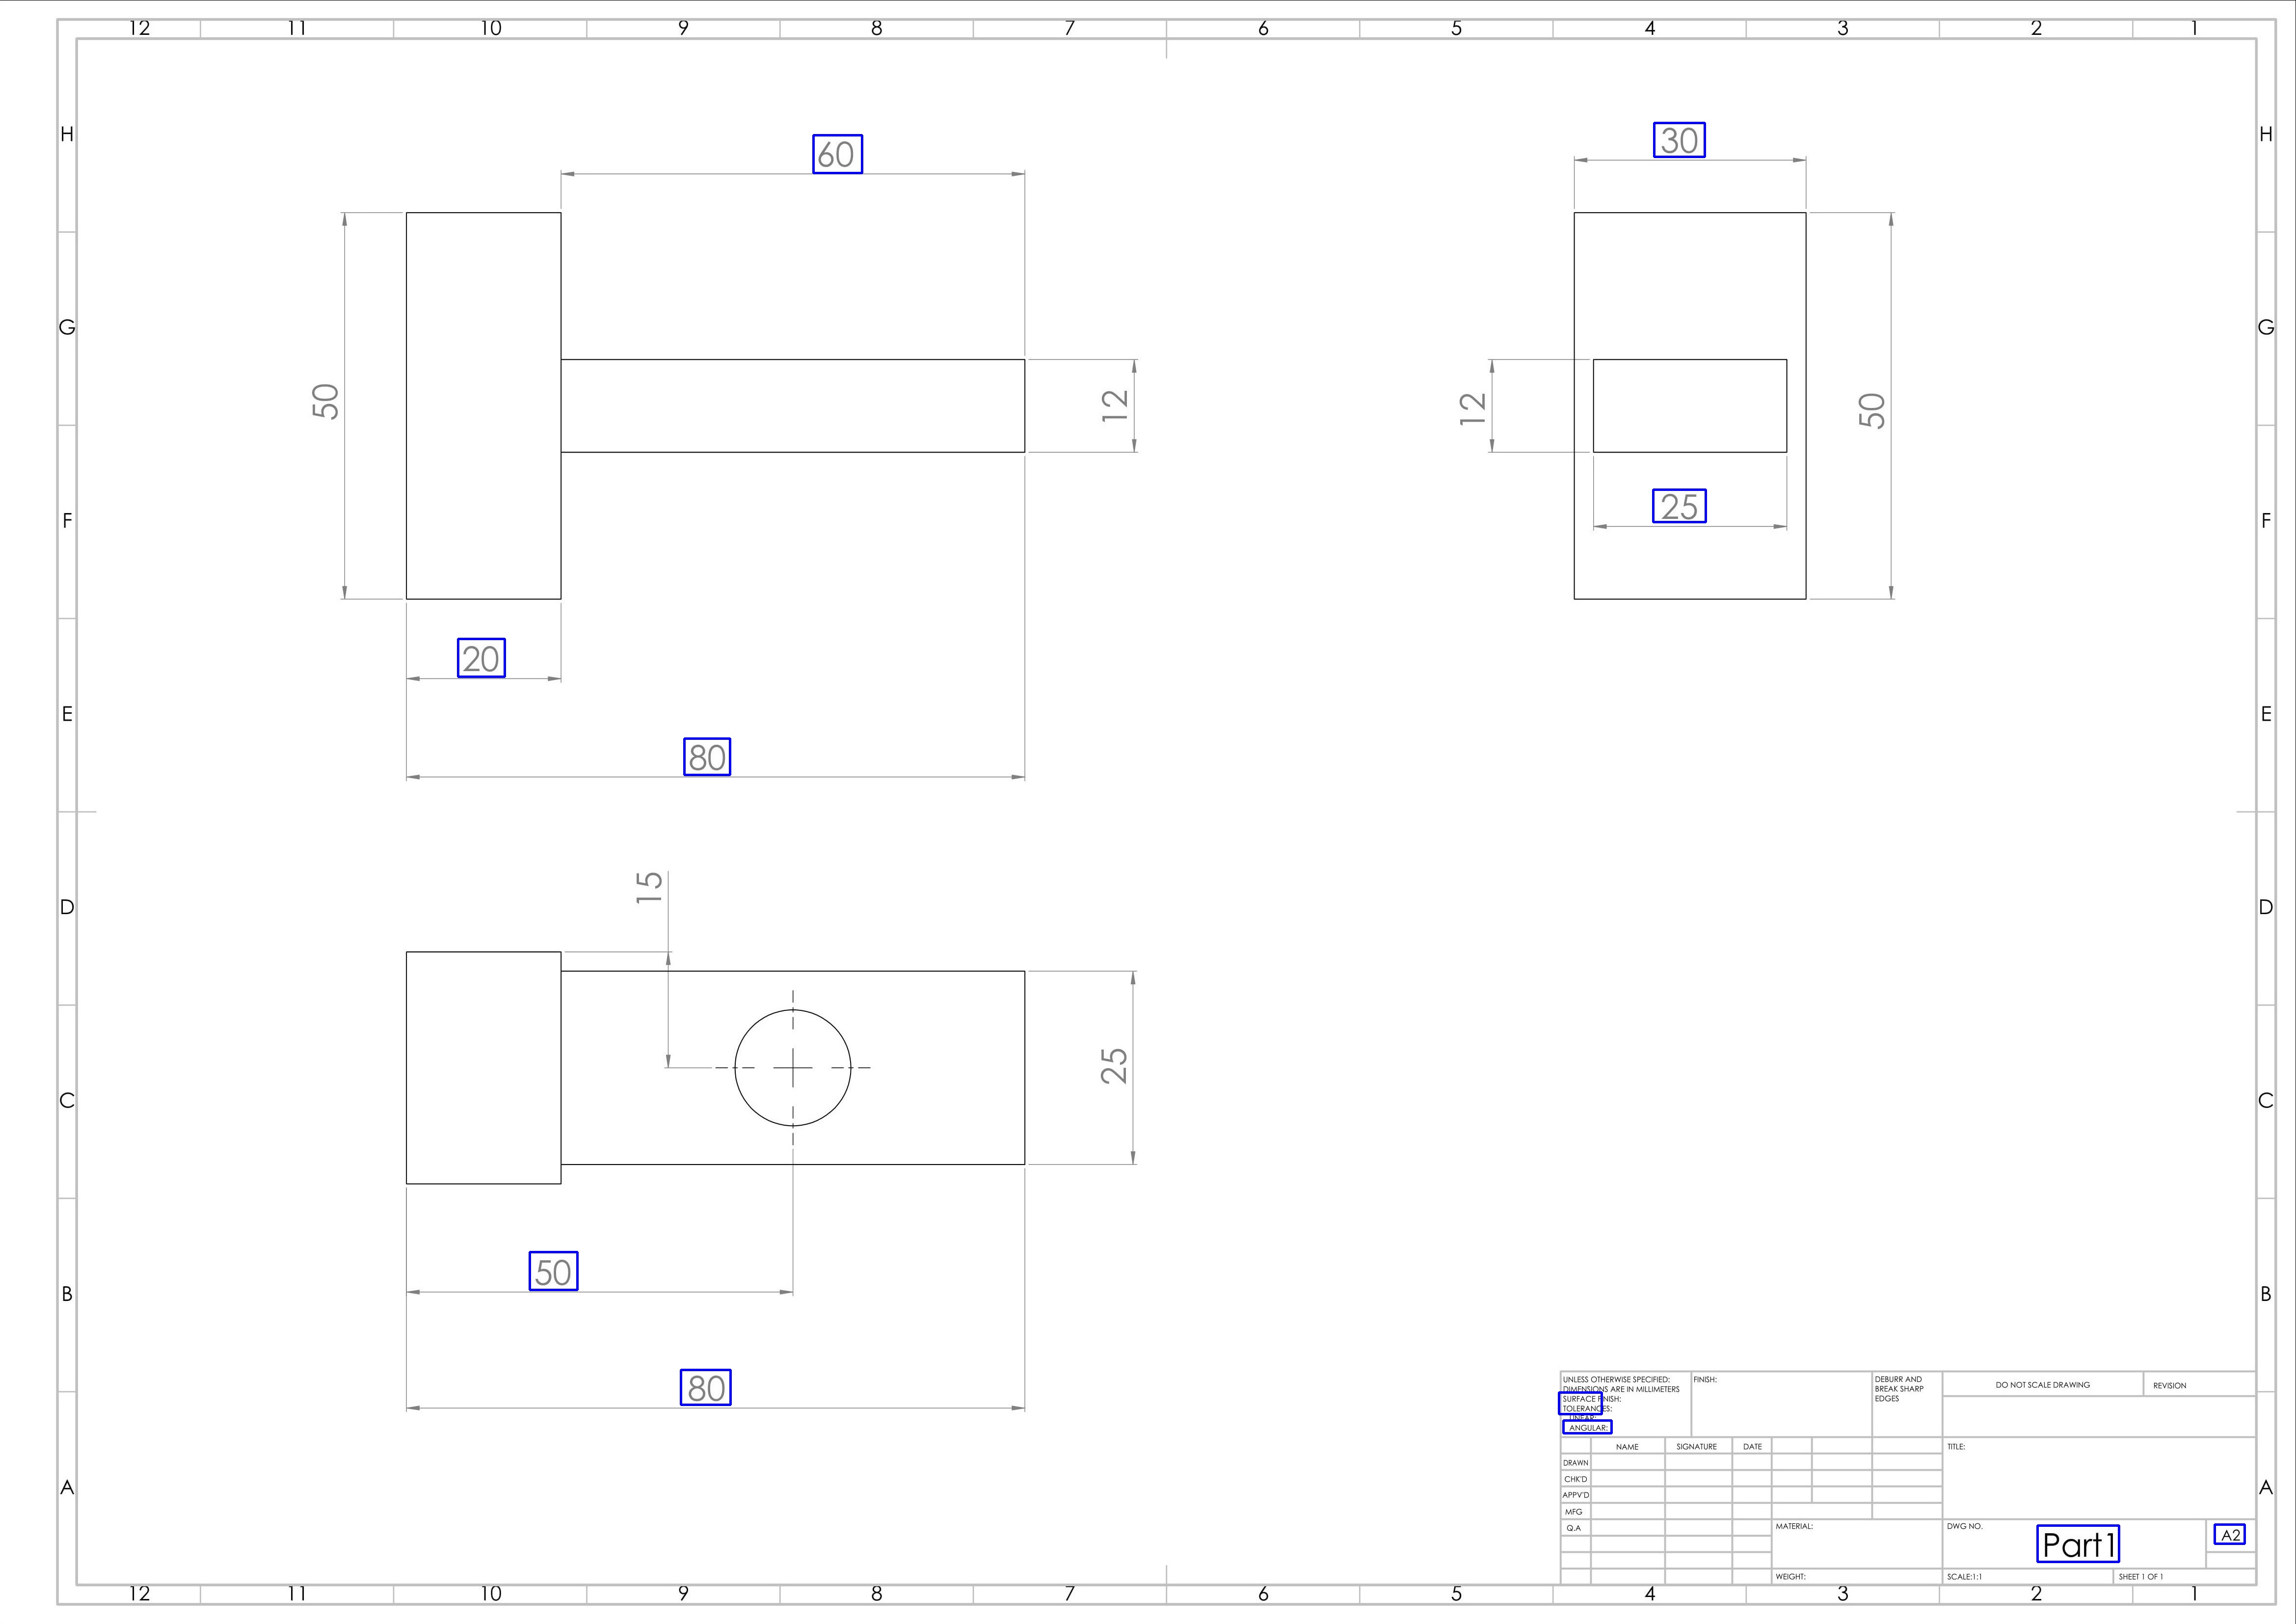 12 11 10 9 8 7 6 5 4 3 2 1
H H
60 30
G G
50 12 12 50
F F
25
20
E E
80
15
D D
25
C C
50
B B
80
UNLESS OTHERWISE SPECIFIED:
DIMENSIONS ARE IN MILLIMETERS
SURFACE FINISH:
TOLERANCES:
LINEAR:
ANGULAR:
FINISH:
DEBURR AND
BREAK SHARP
EDGES
DO NOT SCALE DRAWING
REVISION
NAME SIGNATURE DATE
TITLE:
DRAWN
CHK'D
APPV'D
MFG
Q.A
A A
MATERIAL:
DWG NO.
Part1
A2
WEIGHT:
SCALE:1:1
SHEET 1 OF 1
12 11 10 9 8 7 6 5 4 3 2 1